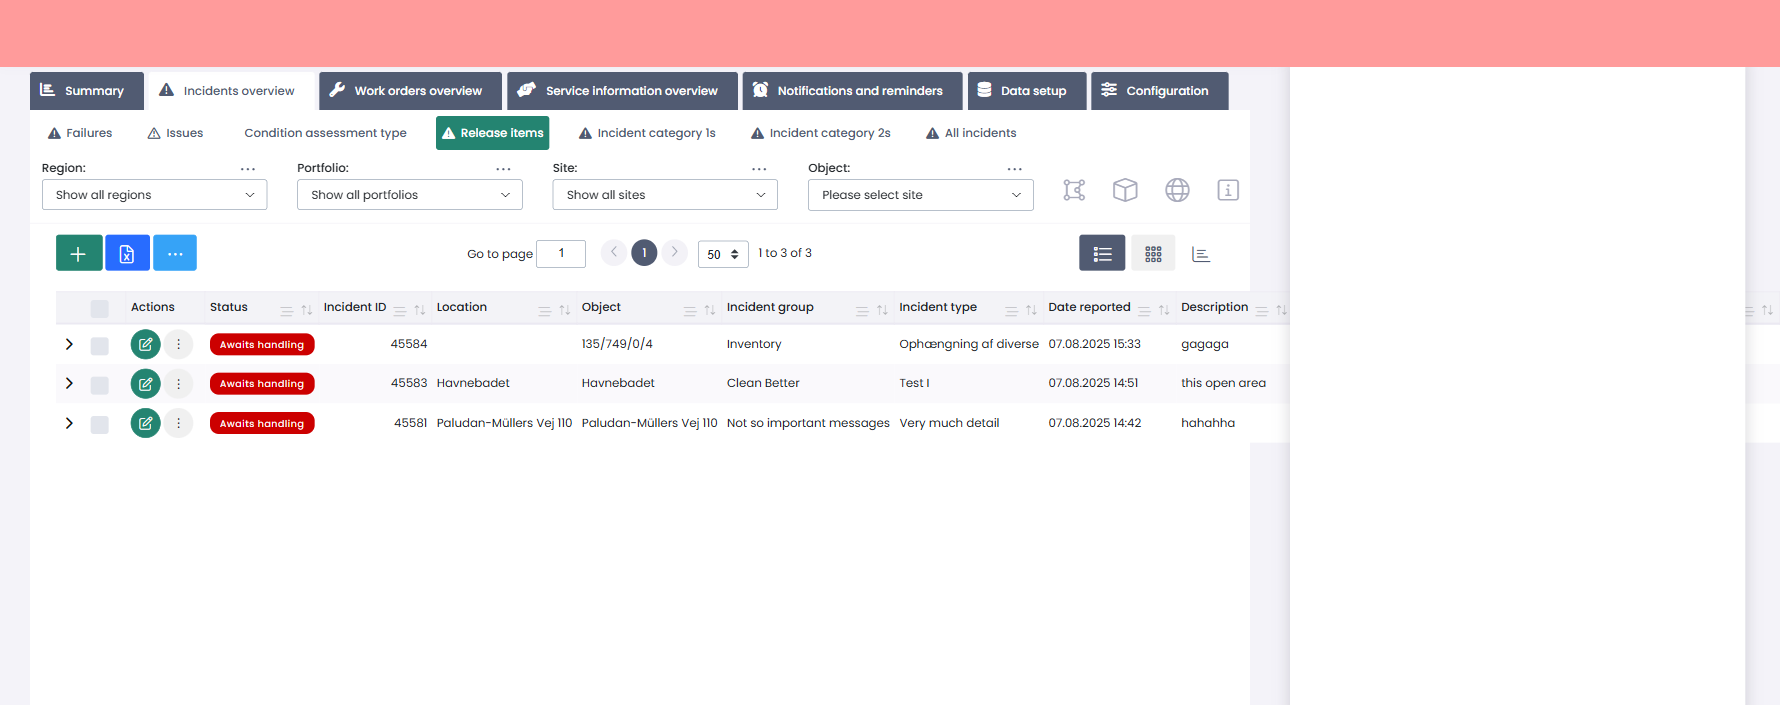 Summary Incidents overview Work orders overview Service information overview Notifications and reminders Data setup Configuration
Failures Issues Condition assessment type Release items Incident category 1s Incident category 2s All incidents
Region: ... Portfolio: ... Site: ... Object: ...
Show all regions Show all portfolios Show all sites Please select site
Go to page 1 1 50 1 to 3 of 3
Actions Status Incident ID Location Object Incident group Incident type Date reported Description
Awaits handling 45584 135/749/0/4 Inventory Ophængning af diverse 07.08.2025 15:33 gagaga
Awaits handling 45583 Havnebadet Havnebadet Clean Better Test I 07.08.2025 14:51 this open area
Awaits handling 45581 Paludan-Müllers Vej 110 Paludan-Müllers Vej 110 Not so important messages Very much detail 07.08.2025 14:42 hahahha